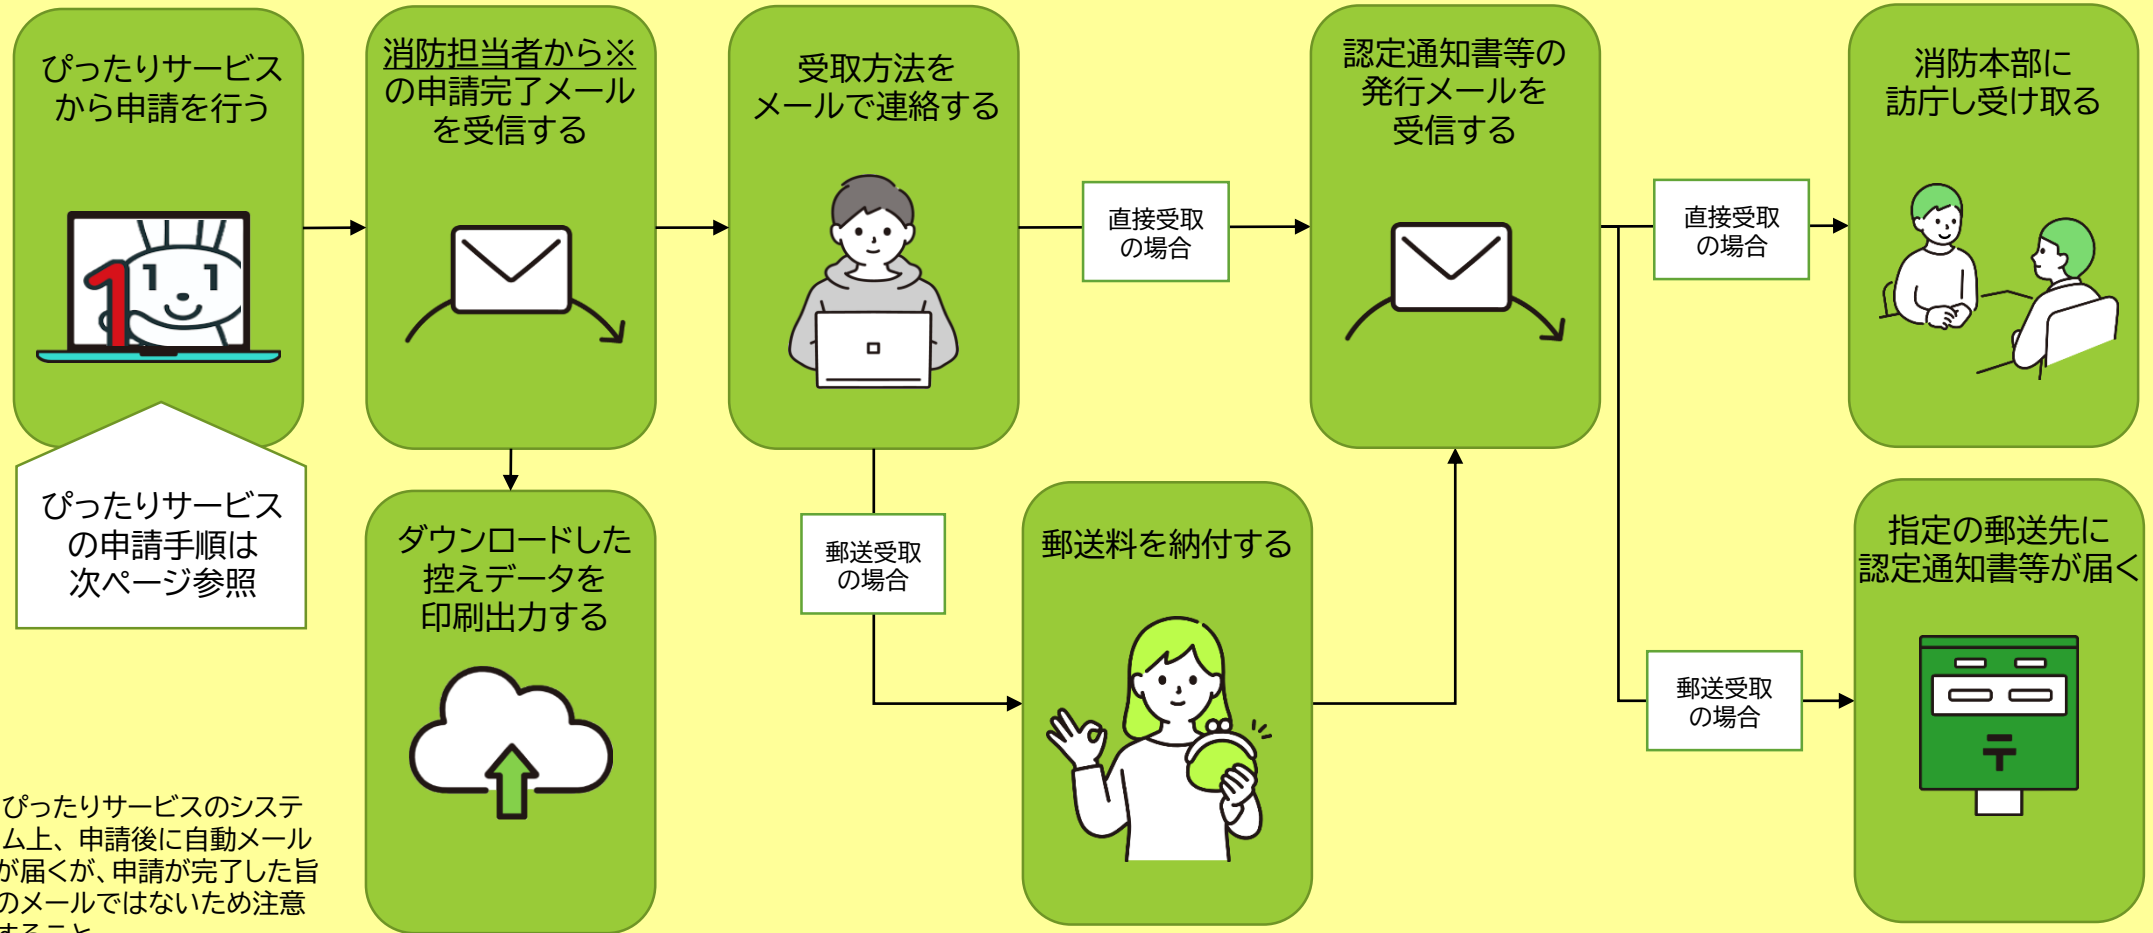 ぴったりサービス
から申請を行う
消防担当者から※
の申請完了メール
を受信する
受取方法を
メールで連絡する
直接受取
の場合
認定通知書等の
発行メールを
受信する
直接受取
の場合
消防本部に
訪庁し受け取る
ぴったりサービス
の申請手順は
次ページ参照
ダウンロードした
控えデータを
印刷出力する
郵送受取
の場合
郵送料を納付する
郵送受取
の場合
指定の郵送先に
認定通知書等が届く
ぴったりサービスのシステ
ム上、申請後に自動メール
が届くが、申請が完了した旨
のメールではないため注意
すること